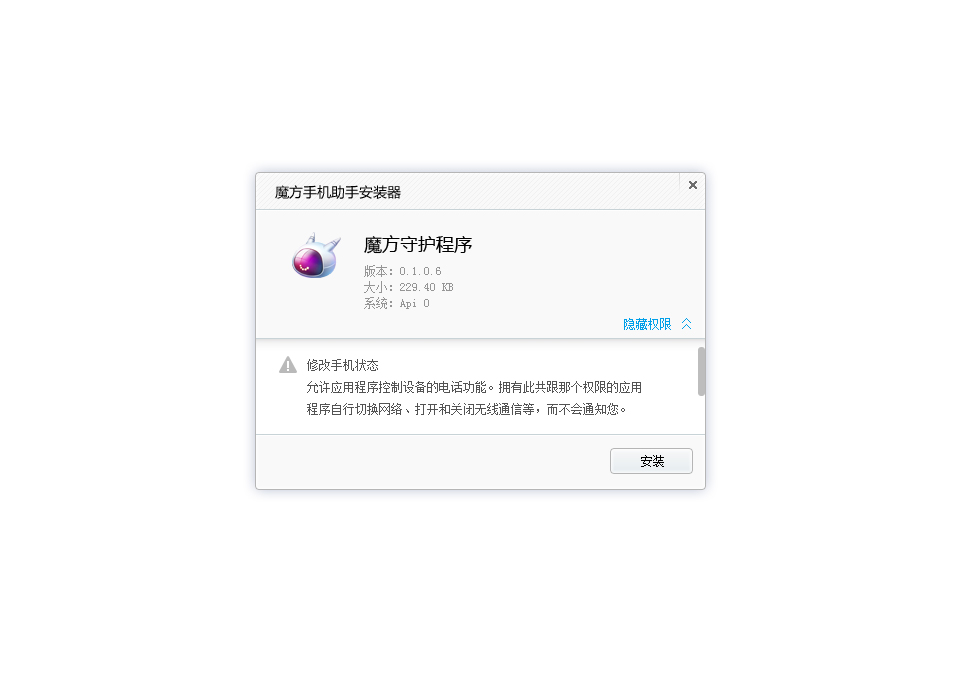 魔方手机助手安装器
魔方守护程序
版本：0.1.0.6
大小：229.40 KB
系统：Api 0
隐藏权限
修改手机状态
允许应用程序控制设备的电话功能。拥有此共跟那个权限的应用
程序自行切换网络、打开和关闭无线通信等，而不会通知您。
安装